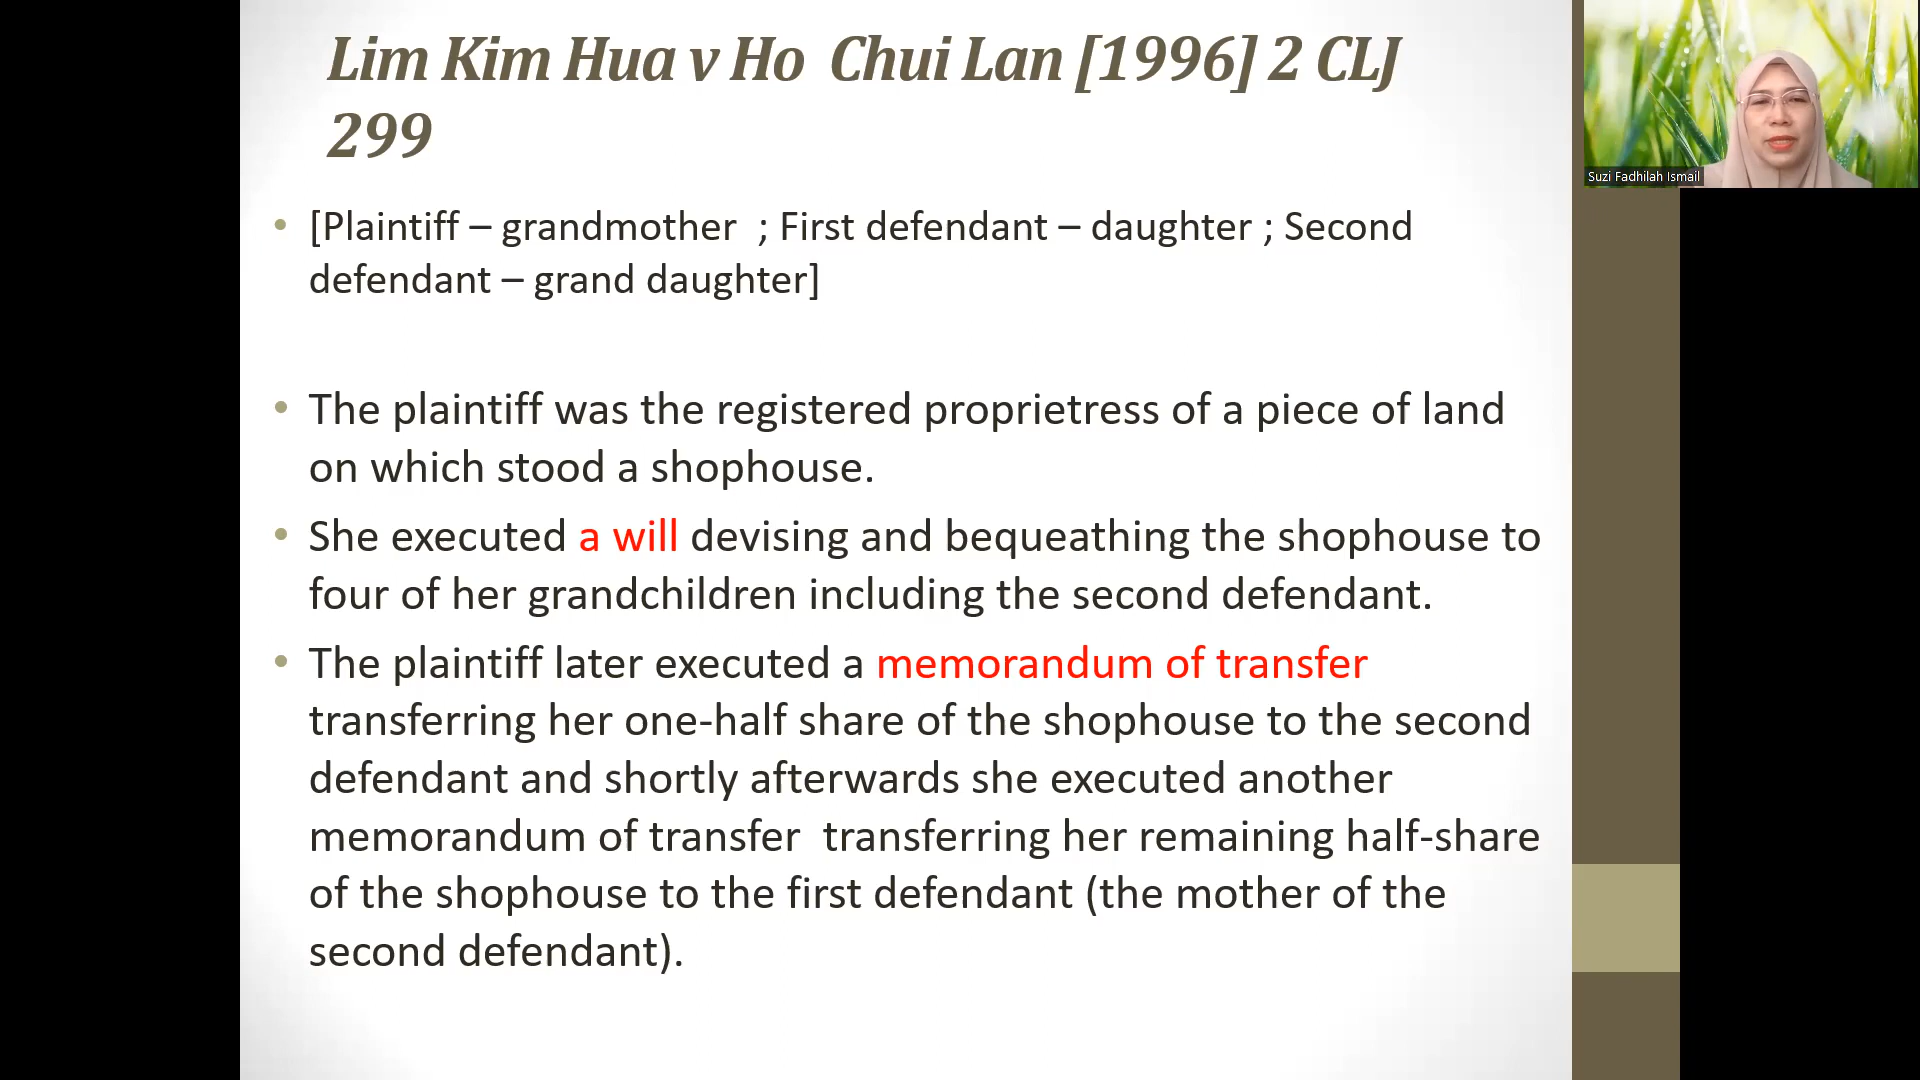 Lim Kim Hua v Ho Chui Lan [1996] 2 CLJ
299
• [Plaintiff – grandmother ; First defendant – daughter ; Second
defendant – grand daughter]
• The plaintiff was the registered proprietress of a piece of land
on which stood a shophouse.
• She executed a will devising and bequeathing the shophouse to
four of her grandchildren including the second defendant.
• The plaintiff later executed a memorandum of transfer
transferring her one-half share of the shophouse to the second
defendant and shortly afterwards she executed another
memorandum of transfer transferring her remaining half-share
of the shophouse to the first defendant (the mother of the
second defendant).
Suzi Fadhilah Ismail